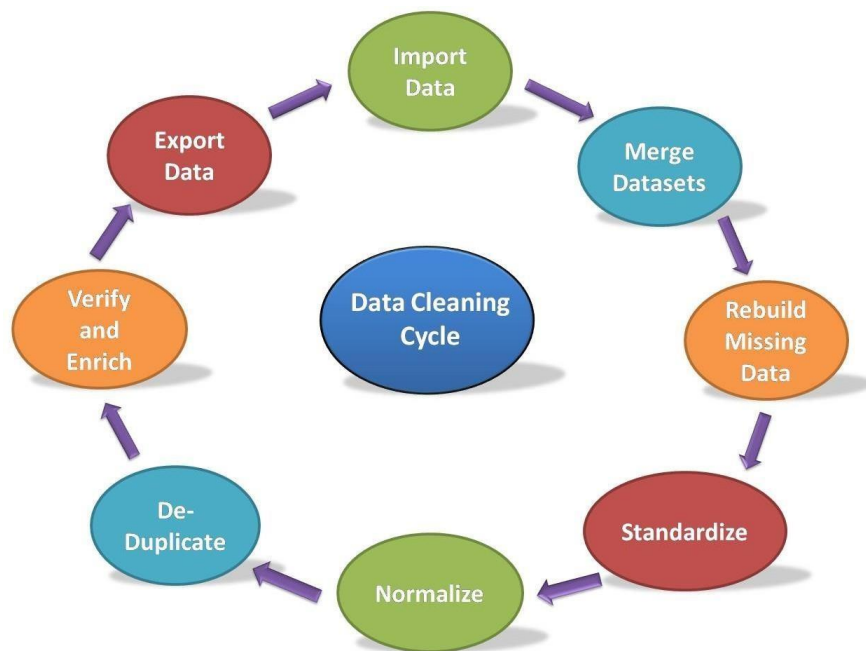 Import
Data
Merge
Datasets
Rebuild
Missing
Data
Standardize
Normalize
De-
Duplicate
Verify
and
Enrich
Export
Data
Data Cleaning
Cycle